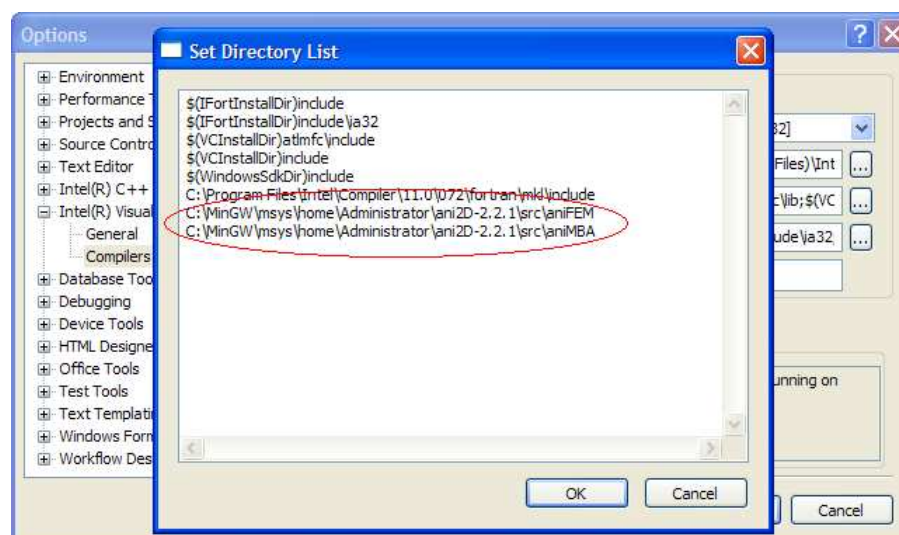 Options
Set Directory List
Environment
Performance T
Projects and S
Source Contro
Text Editor
Intel(R) C++
Intel(R) Visual
General
Compilers
Database Too
Debugging
Device Tools
HTML Designe
Office Tools
Test Tools
Text Templati
Windows Form
Workflow Des
$(IFortInstallDir)include
$(IFortInstallDir)include\ia32
$(VCInstallDir)atlmfc\include
$(VCInstallDir)include
$(WindowsSdkDir)include
C:\Program Files\Intel\Compiler\11.0\072\fortran\mkl\include
C:\MinGW\msys\home\Administrator\ani2D-2.2.1\src\aniFEM
C:\MinGW\msys\home\Administrator\ani2D-2.2.1\src\aniMBA
OK
Cancel
32]
Files)\Int
...
c\lib;$(VC
...
ude\ia32
...
unning on
Cancel